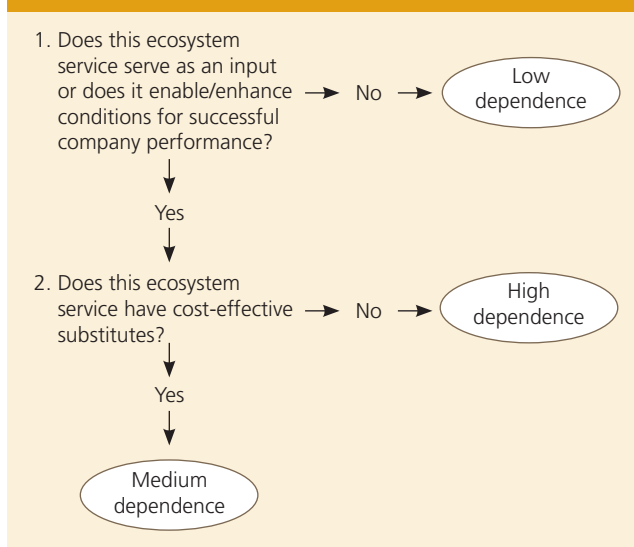 1. Does this ecosystem
service serve as an input
or does it enable/enhance
conditions for successful
company performance?
No
Low
dependence
Yes
2. Does this ecosystem
service have cost-effective
substitutes?
No
High
dependence
Yes
Medium
dependence